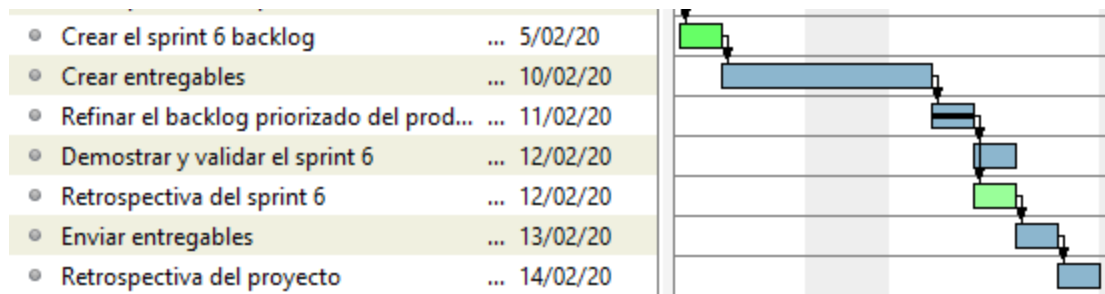 Crear el sprint 6 backlog ... 5/02/20
Crear entregables ... 10/02/20
Refinar el backlog priorizado del prod... ... 11/02/20
Demostrar y validar el sprint 6 ... 12/02/20
Retrospectiva del sprint 6 ... 12/02/20
Enviar entregables ... 13/02/20
Retrospectiva del proyecto ... 14/02/20